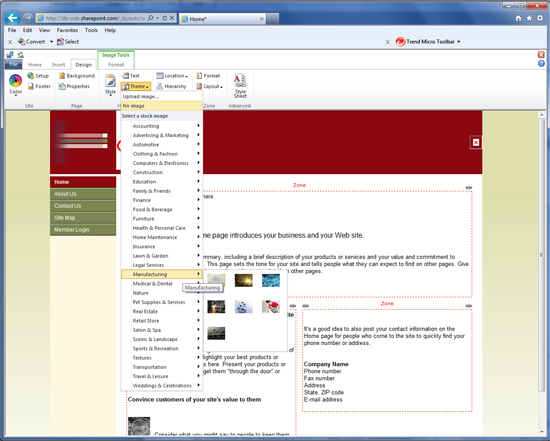 http://db-web.sharepoint.com/_layouts/w
Home*
File Edit View Favorites Tools Help
x Convert Select
x Trend Micro Toolbar
Image Tools
File Home Insert Design Format
Color
Setup
Footer
Site
Background
Properties
Page
Style
Text
Theme
Location
Hierarchy
Format
Layout
Zone
Style Sheet
Advanced
Upload image...
No image
Select a stock image
Accounting
Advertising & Marketing
Automotive
Clothing & Fashion
Computers & Electronics
Construction
Education
Family & Friends
Finance
Food & Beverage
Furniture
Health & Personal Care
Home Maintenance
Insurance
Lawn & Garden
Legal Services
Manufacturing
Medical & Dental
Nature
Pet Supplies & Services
Real Estate
Retail Store
Salon & Spa
Scenic & Landscape
Sports & Recreation
Textures
Transportation
Travel & Leisure
Weddings & Celebrations
Manufacturing
Home
About Us
Contact Us
Site Map
Member Login
Zone
here.
me page introduces your business and your Web site.
mmary, including a brief description of your products or services and your value and commitment to
This page sets the tone for your site and tells people what they can expect to find on other pages. Give
other pages.
ite
of
highlight your best products or
s here. Present your products or
get them "through the door" or
Convince customers of your site's value to them
Consider what you might say to people to keep them
Zone
It's a good idea to also post your contact information on the
Home page for people who come to the site to quickly find your
phone number or address.
Company Name
Phone number
Fax number
Address
State, ZIP code
E-mail address